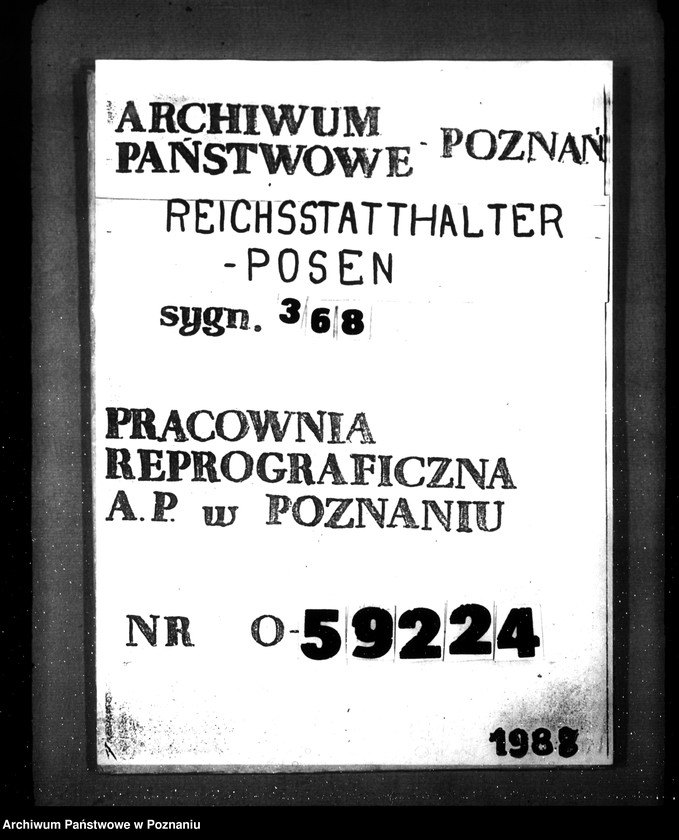 ARCHIWUM
PAŃSTWOWE - POZNAŃ
REICHSSTATTHALTER
-POSEN
sygn. 368
PRACOWNIA
REPROGRAFICZNA
A.P. w POZNANIU
NR O-59224
1988
Archiwum Państwowe w Poznaniu